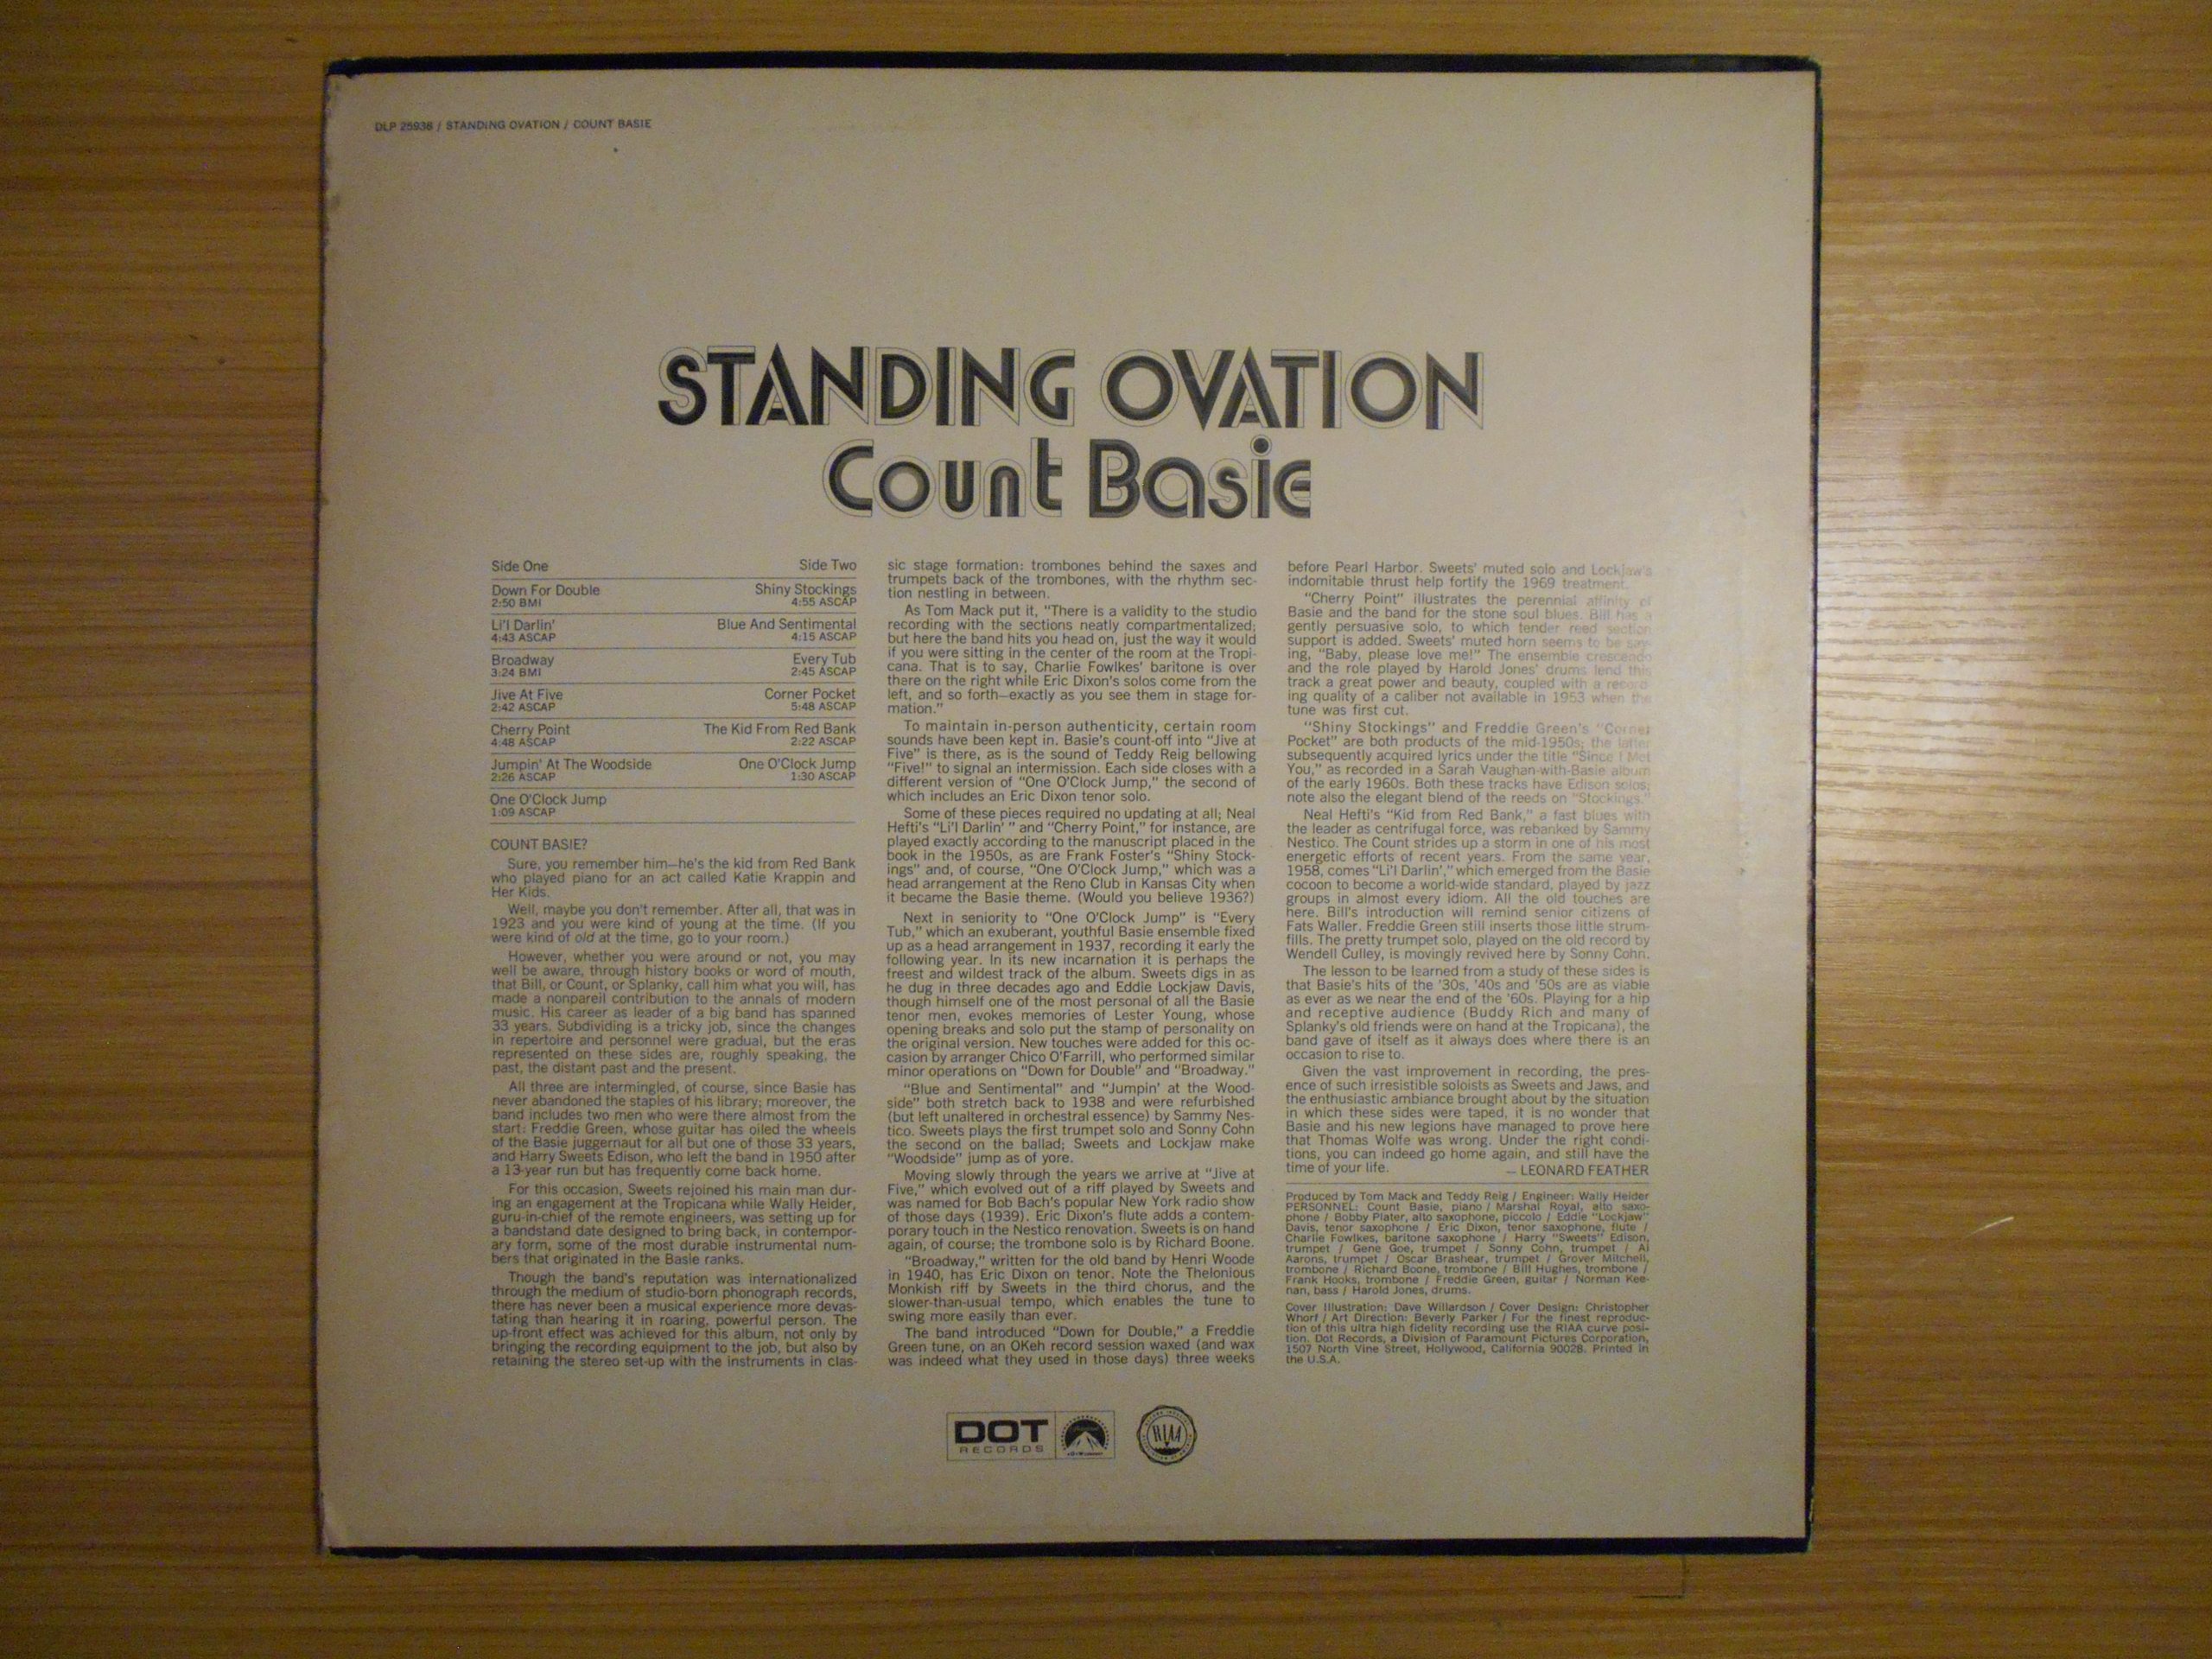 DLP 25938 / STANDING OVATION / COUNT BASIE
STANDING OVATION
Count Basie
Side One Side Two
Down For Double Shiny Stockings
2:50 BMI 4:55 ASCAP
Li'l Darlin' Blue And Sentimental
4:43 ASCAP 4:15 ASCAP
Broadway Every Tub
3:24 BMI 2:45 ASCAP
Jive At Five Corner Pocket
2:42 ASCAP 5:48 ASCAP
Cherry Point The Kid From Red Bank
4:48 ASCAP 2:22 ASCAP
Jumpin' At The Woodside One O'Clock Jump
2:26 ASCAP 1:30 ASCAP
One O'Clock Jump
1:09 ASCAP
COUNT BASIE?
Sure, you remember him—he's the kid from Red Bank
who played piano for an act called Katie Krappin and
Her Kids.
Well, maybe you don't remember. After all, that was in
1923 and you were kind of young at the time. (If you
were kind of old at the time, go to your room.)
However, whether you were around or not, you may
well be aware, through history books or word of mouth,
that Bill, or Count, or Splanky, call him what you will, has
made a nonpareil contribution to the annals of modern
music. His career as leader of a big band has spanned
33 years. Subdividing is a tricky job, since the changes
in repertoire and personnel were gradual, but the eras
represented on these sides are, roughly speaking, the
past, the distant past and the present.
All three are intermingled, of course, since Basie has
never abandoned the staples of his library; moreover, the
band includes two men who were there almost from the
start: Freddie Green, whose guitar has oiled the wheels
of the Basie juggernaut for all but one of those 33 years,
and Harry Sweets Edison, who left the band in 1950 after
a 13-year run but has frequently come back home.
For this occasion, Sweets rejoined his main man dur-
ing an engagement at the Tropicana while Wally Heider,
guru-in-chief of the remote engineers, was setting up for
a bandstand date designed to bring back, in contempor-
ary form, some of the most durable instrumental num-
bers that originated in the Basie ranks.
Though the band's reputation was internationalized
through the medium of studio-born phonograph records,
there has never been a musical experience more devas-
tating than hearing it in roaring, powerful person. The
up-front effect was achieved for this album, not only by
bringing the recording equipment to the job, but also by
retaining the stereo set-up with the instruments in clas-
sic stage formation: trombones behind the saxes and
trumpets back of the trombones, with the rhythm sec-
tion nestling in between.
As Tom Mack put it, "There is a validity to the studio
recording with the sections neatly compartmentalized;
but here the band hits you head on, just the way it would
if you were sitting in the center of the room at the Tropi-
cana. That is to say, Charlie Fowlkes' baritone is over
there on the right while Eric Dixon's solos come from the
left, and so forth—exactly as you see them in stage for-
mation."
To maintain in-person authenticity, certain room
sounds have been kept in. Basie's count-off into "Jive at
Five" is there, as is the sound of Teddy Reig bellowing
"Five!" to signal an intermission. Each side closes with a
different version of "One O'Clock Jump," the second of
which includes an Eric Dixon tenor solo.
Some of these pieces required no updating at all; Neal
Hefti's "Li'l Darlin' " and "Cherry Point," for instance, are
played exactly according to the manuscript placed in the
book in the 1950s, as are Frank Foster's "Shiny Stock-
ings" and, of course, "One O'Clock Jump," which was a
head arrangement at the Reno Club in Kansas City when
it became the Basie theme. (Would you believe 1936?)
Next in seniority to "One O'Clock Jump" is "Every
Tub," which an exuberant, youthful Basie ensemble fixed
up as a head arrangement in 1937, recording it early the
following year. In its new incarnation it is perhaps the
freest and wildest track of the album. Sweets digs in as
he dug in three decades ago and Eddie Lockjaw Davis,
though himself one of the most personal of all the Basie
tenor men, evokes memories of Lester Young, whose
opening breaks and solo put the stamp of personality on
the original version. New touches were added for this oc-
casion by arranger Chico O'Farrill, who performed similar
minor operations on "Down for Double" and "Broadway."
"Blue and Sentimental" and "Jumpin' at the Wood-
side" both stretch back to 1938 and were refurbished
(but left unaltered in orchestral essence) by Sammy Nes-
tico. Sweets plays the first trumpet solo and Sonny Cohn
the second on the ballad; Sweets and Lockjaw make
"Woodside" jump as of yore.
Moving slowly through the years we arrive at "Jive at
Five," which evolved out of a riff played by Sweets and
was named for Bob Bach's popular New York radio show
of those days (1939). Eric Dixon's flute adds a contem-
porary touch in the Nestico renovation. Sweets is on hand
again, of course; the trombone solo is by Richard Boone.
"Broadway," written for the old band by Henri Woode
in 1940, has Eric Dixon on tenor. Note the Thelonious
Monkish riff by Sweets in the third chorus, and the
slower-than-usual tempo, which enables the tune to
swing more easily than ever.
The band introduced "Down for Double," a Freddie
Green tune, on an OKeh record session waxed (and wax
was indeed what they used in those days) three weeks
before Pearl Harbor. Sweets' muted solo and Lockjaw's
indomitable thrust help fortify the 1969 treatment.
"Cherry Point" illustrates the perennial affinity of
Basie and the band for the stone soul blues. Bill has a
gently persuasive solo, to which tender reed section
support is added. Sweets' muted horn seems to be say-
ing, "Baby, please love me!" The ensemble crescendo
and the role played by Harold Jones' drums lend this
track a great power and beauty, coupled with a record-
ing quality of a caliber not available in 1953 when the
tune was first cut.
"Shiny Stockings" and Freddie Green's "Corner
Pocket" are both products of the mid-1950s; the latter
subsequently acquired lyrics under the title "Since I Met
You," as recorded in a Sarah Vaughan-with-Basie album
of the early 1960s. Both these tracks have Edison solos;
note also the elegant blend of the reeds on "Stockings."
Neal Hefti's "Kid from Red Bank," a fast blues with
the leader as centrifugal force, was rebanked by Sammy
Nestico. The Count strides up a storm in one of his most
energetic efforts of recent years. From the same year,
1958, comes "Li'l Darlin'," which emerged from the Basie
cocoon to become a world-wide standard, played by jazz
groups in almost every idiom. All the old touches are
here. Bill's introduction will remind senior citizens of
Fats Waller. Freddie Green still inserts those little strum-
fills. The pretty trumpet solo, played on the old record by
Wendell Culley, is movingly revived here by Sonny Cohn.
The lesson to be learned from a study of these sides is
that Basie's hits of the '30s, '40s and '50s are as viable
as ever as we near the end of the '60s. Playing for a hip
and receptive audience (Buddy Rich and many of
Splanky's old friends were on hand at the Tropicana), the
band gave of itself as it always does where there is an
occasion to rise to.
Given the vast improvement in recording, the pres-
ence of such irresistible soloists as Sweets and Jaws, and
the enthusiastic ambiance brought about by the situation
in which these sides were taped, it is no wonder that
Basie and his new legions have managed to prove here
that Thomas Wolfe was wrong. Under the right condi-
tions, you can indeed go home again, and still have the
time of your life. — LEONARD FEATHER
Produced by Tom Mack and Teddy Reig / Engineer: Wally Heider
PERSONNEL: Count Basie, piano / Marshal Royal, alto saxo-
phone / Bobby Plater, alto saxophone, piccolo / Eddie "Lockjaw"
Davis, tenor saxophone / Eric Dixon, tenor saxophone, flute /
Charlie Fowlkes, baritone saxophone / Harry "Sweets" Edison,
trumpet / Gene Goe, trumpet / Sonny Cohn, trumpet / Al
Aarons, trumpet / Oscar Brashear, trumpet / Grover Mitchell,
trombone / Richard Boone, trombone / Bill Hughes, trombone /
Frank Hooks, trombone / Freddie Green, guitar / Norman Kee-
nan, bass / Harold Jones, drums.
Cover Illustration: Dave Willardson / Cover Design: Christopher
Whorf / Art Direction: Beverly Parker / For the finest reproduc-
tion of this ultra high fidelity recording use the RIAA curve posi-
tion. Dot Records, a Division of Paramount Pictures Corporation,
1507 North Vine Street, Hollywood, California 90028. Printed in
the U.S.A.
DOT
RECORDS
RIAA